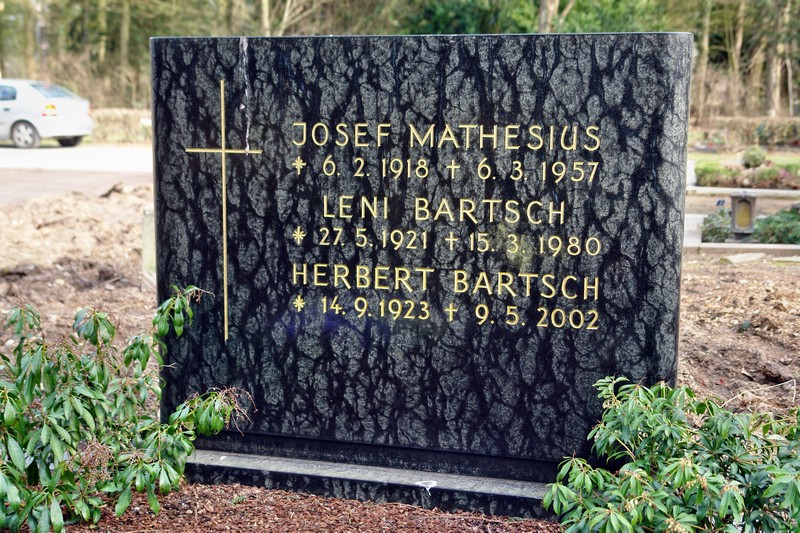 JOSEF MATHESIUS
* 6. 2. 1918 † 6. 3. 1957
LENI BARTSCH
* 27. 5. 1921 † 15. 3. 1980
HERBERT BARTSCH
* 14. 9. 1923 † 9. 5. 2002